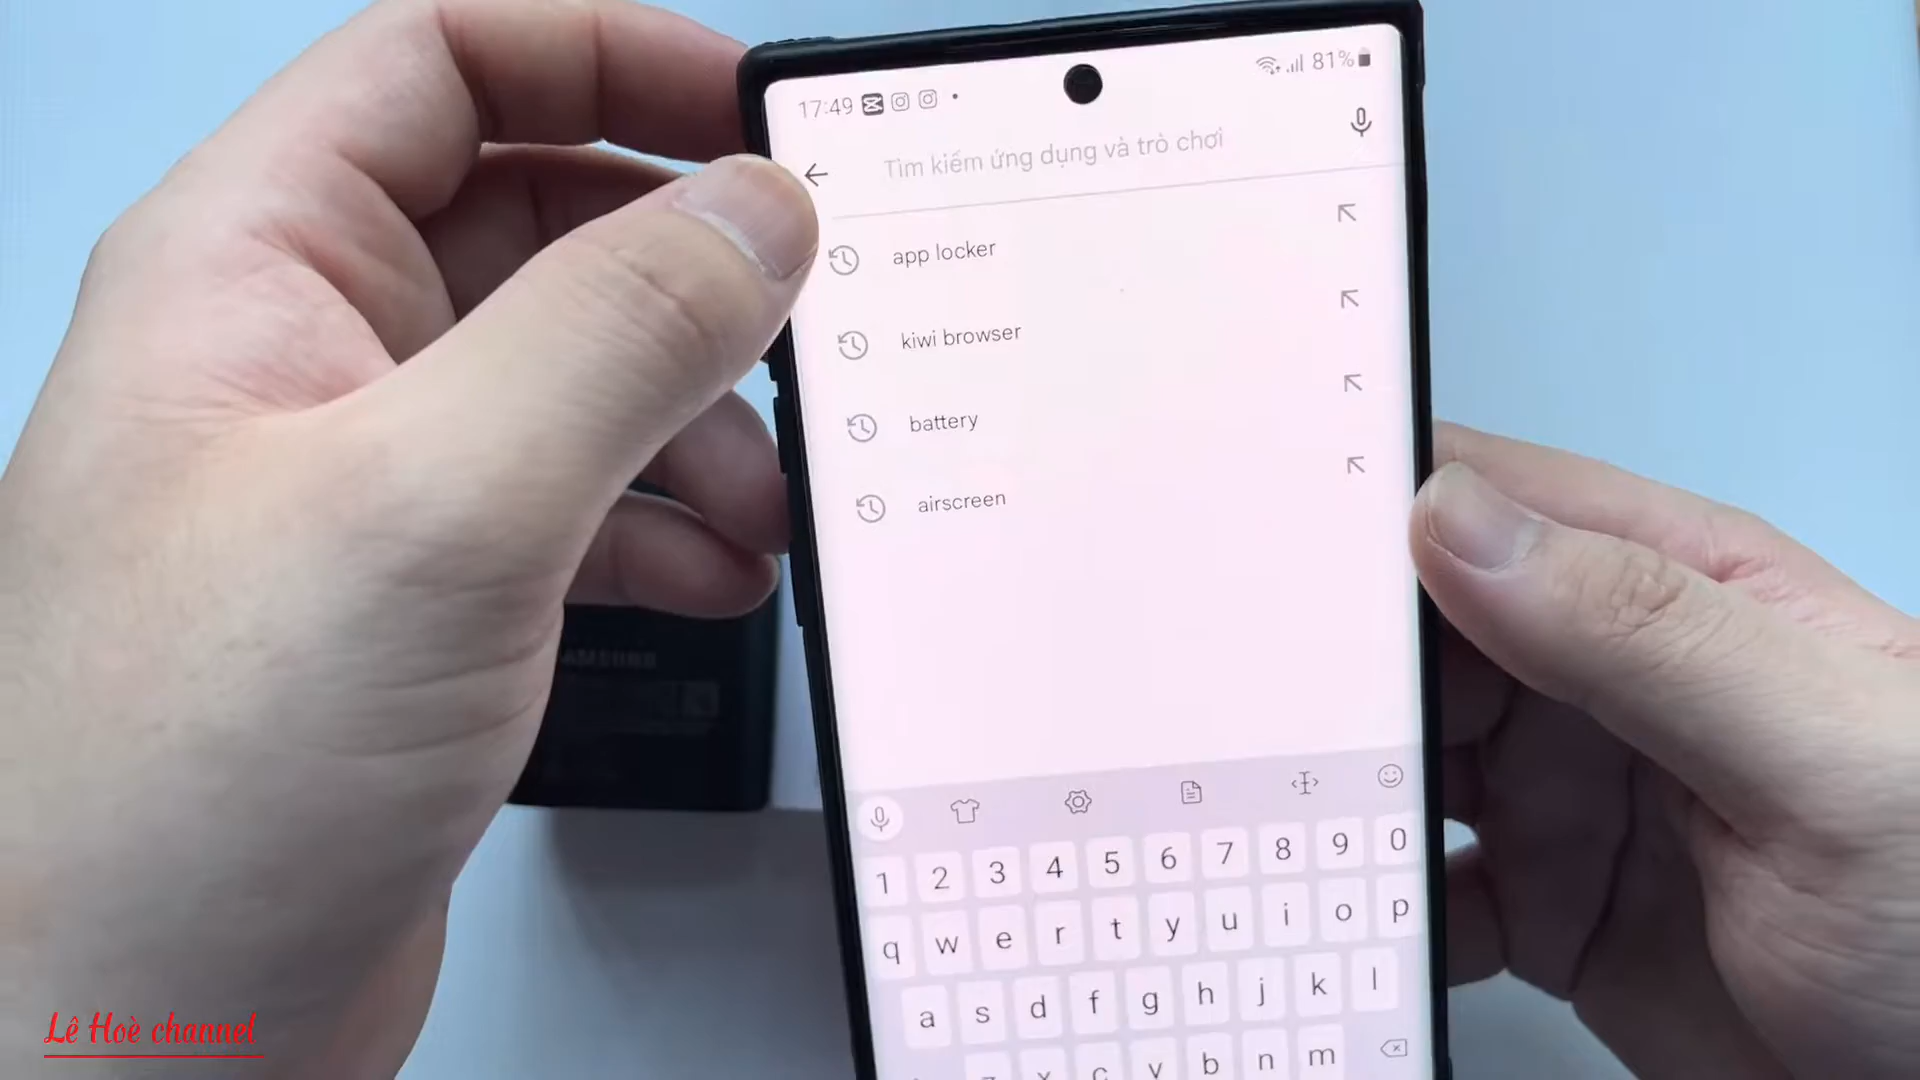 17:49
81%
Tìm kiếm ứng dụng và trò chơi
app locker
kiwi browser
battery
airscreen
SAMSUNG
1 2 3 4 5 6 7 8 9 0
q w e r t y u i o p
a s d f g h j k l
z x c v b n m
Lê Hoè channel